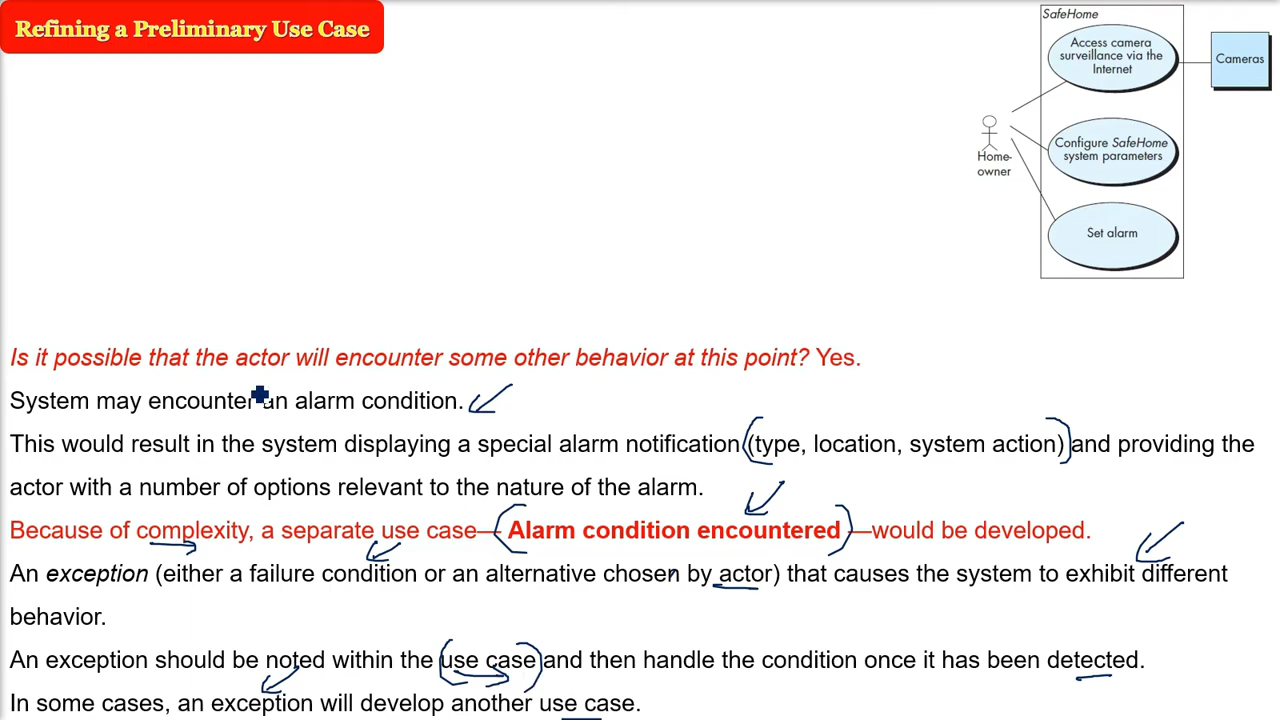 Refining a Preliminary Use Case
SafeHome
Access camera
surveillance via the
Internet
Cameras
Configure SafeHome
system parameters
Home-
owner
Set alarm
Is it possible that the actor will encounter some other behavior at this point? Yes.
System may encounter an alarm condition.
This would result in the system displaying a special alarm notification (type, location, system action) and providing the
actor with a number of options relevant to the nature of the alarm.
Because of complexity, a separate use case—Alarm condition encountered—would be developed.
An exception (either a failure condition or an alternative chosen by actor) that causes the system to exhibit different
behavior.
An exception should be noted within the use case and then handle the condition once it has been detected.
In some cases, an exception will develop another use case.